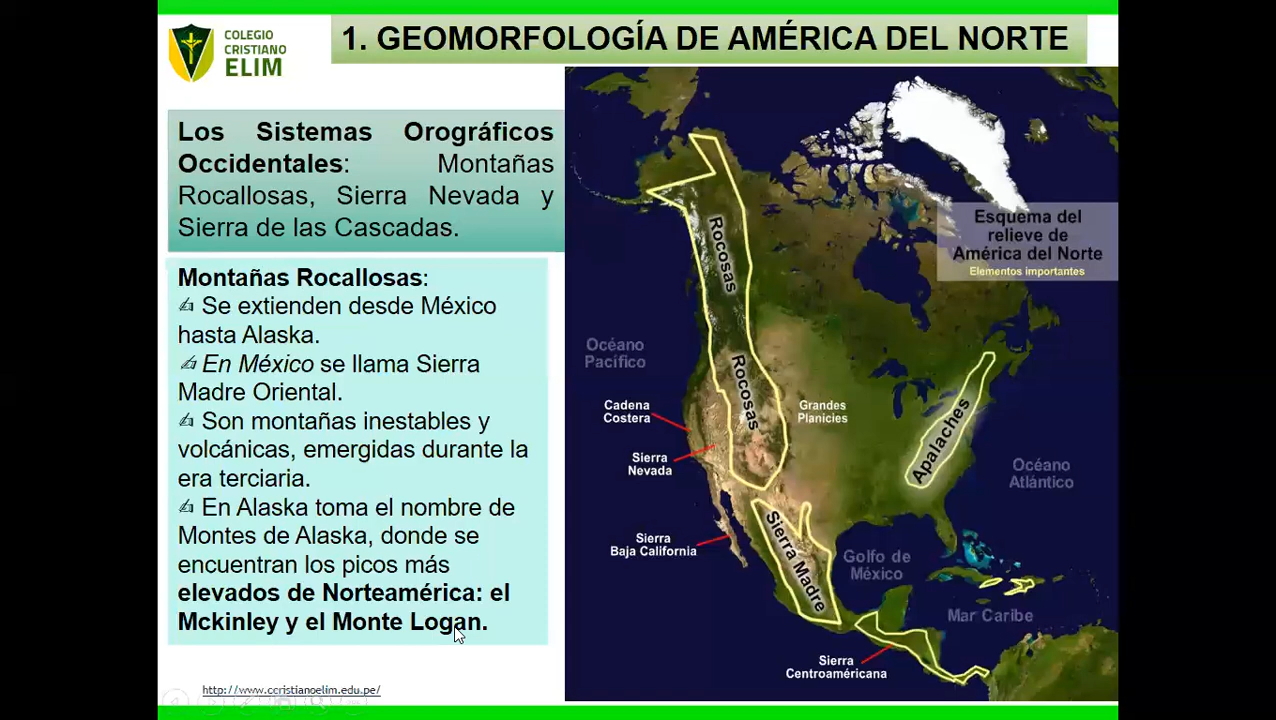 COLEGIO
CRISTIANO
ELIM
1. GEOMORFOLOGÍA DE AMÉRICA DEL NORTE
Los Sistemas Orográficos
Occidentales: Montañas
Rocallosas, Sierra Nevada y
Sierra de las Cascadas.
Montañas Rocallosas:
✍ Se extienden desde México
hasta Alaska.
✍ En México se llama Sierra
Madre Oriental.
✍ Son montañas inestables y
volcánicas, emergidas durante la
era terciaria.
✍ En Alaska toma el nombre de
Montes de Alaska, donde se
encuentran los picos más
elevados de Norteamérica: el
Mckinley y el Monte Logan.
http://www.ccristianoelim.edu.pe/
Esquema del
relieve de
América del Norte
Elementos importantes
Rocosas
Océano
Pacífico
Rocosas
Cadena
Costera
Grandes
Planicies
Apalaches
Sierra
Nevada
Océano
Atlántico
Sierra
Baja California
Sierra Madre
Golfo de
México
Mar Caribe
Sierra
Centroaméricana